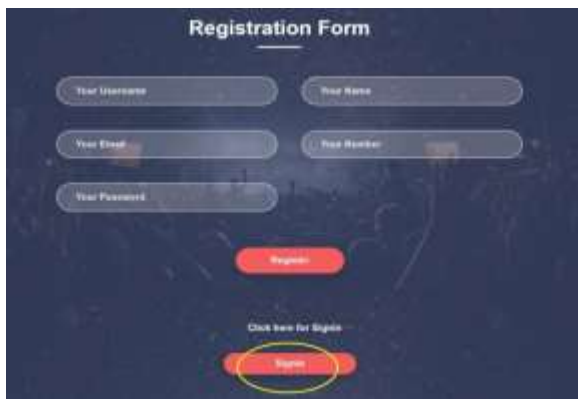 Registration Form
Your Username
Your Name
Your Email
Your Number
Your Password
Register
Click here for Signin
Signin